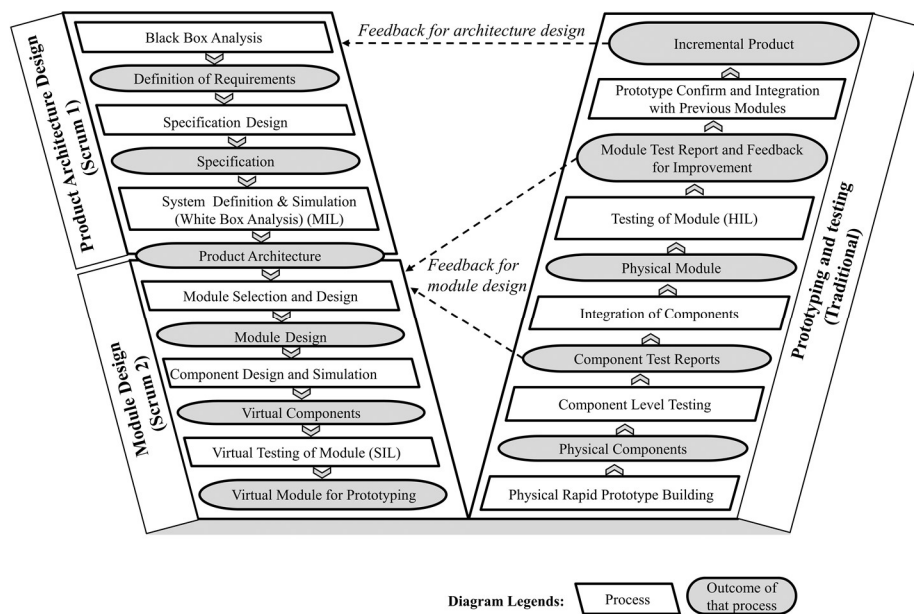 Product Architecture Design
(Scrum 1)
Black Box Analysis
Definition of Requirements
Specification Design
Specification
System Definition & Simulation
(White Box Analysis) (MIL)
Product Architecture
Module Design
(Scrum 2)
Module Selection and Design
Module Design
Component Design and Simulation
Virtual Components
Virtual Testing of Module (SIL)
Virtual Module for Prototyping
Feedback for architecture design
Feedback for
module design
Incremental Product
Prototype Confirm and Integration
with Previous Modules
Module Test Report and Feedback
for Improvement
Testing of Module (HIL)
Physical Module
Integration of Components
Component Test Reports
Component Level Testing
Physical Components
Physical Rapid Prototype Building
Prototyping and testing
(Traditional)
Diagram Legends:
Process
Outcome of
that process